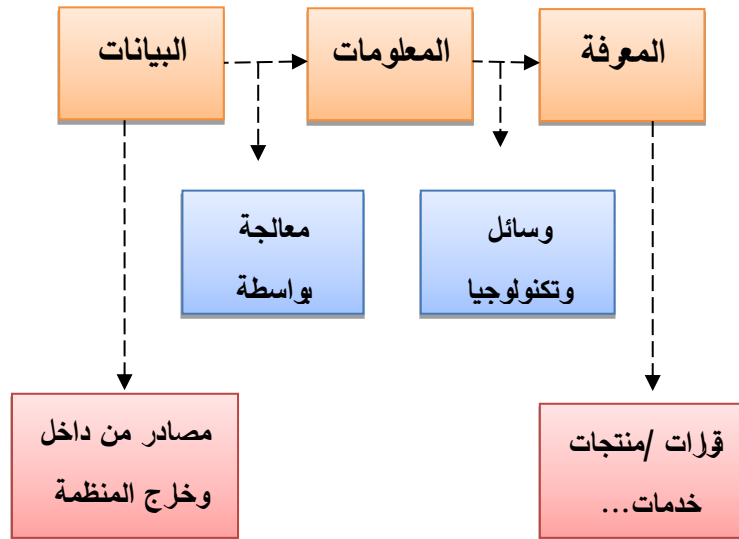 البيانات
المعلومات
المعرفة
معالجة
بواسطة
وسائل
وتكنولوجيا
مصادر من داخل
وخارج المنظمة
قرارات /منتجات
خدمات...